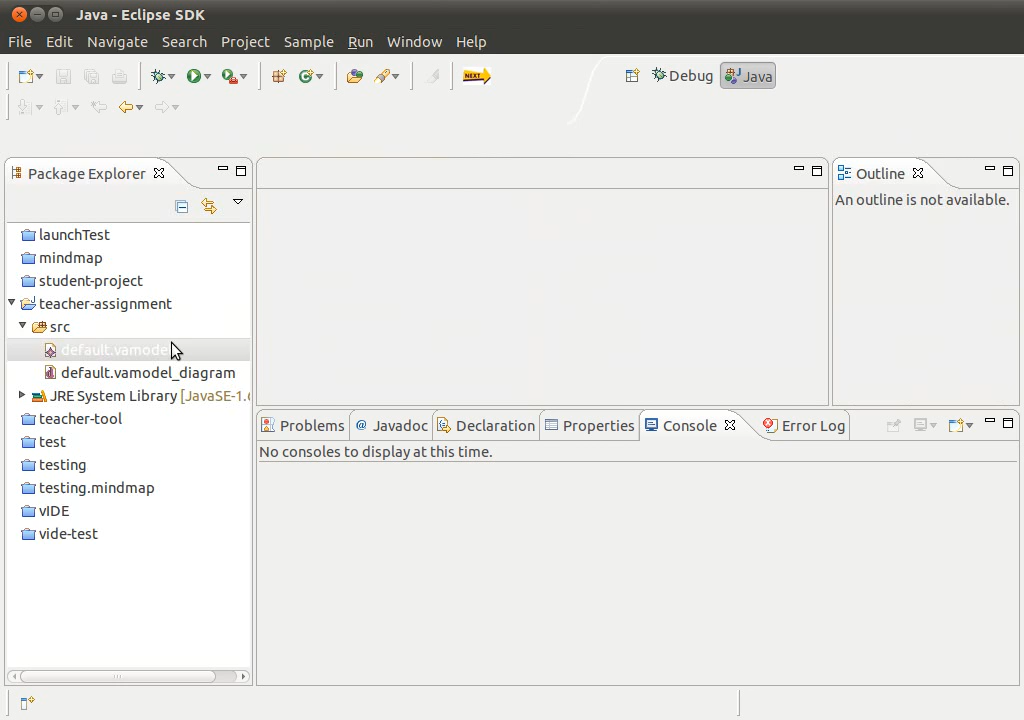 Java - Eclipse SDK
File Edit Navigate Search Project Sample Run Window Help
NEXT
Debug Java
Package Explorer
Outline
An outline is not available.
launchTest
mindmap
student-project
teacher-assignment
src
default.vamode
default.vamodel_diagram
JRE System Library [JavaSE-1.
teacher-tool
test
testing
testing.mindmap
vIDE
vide-test
Problems Javadoc Declaration Properties Console Error Log
No consoles to display at this time.